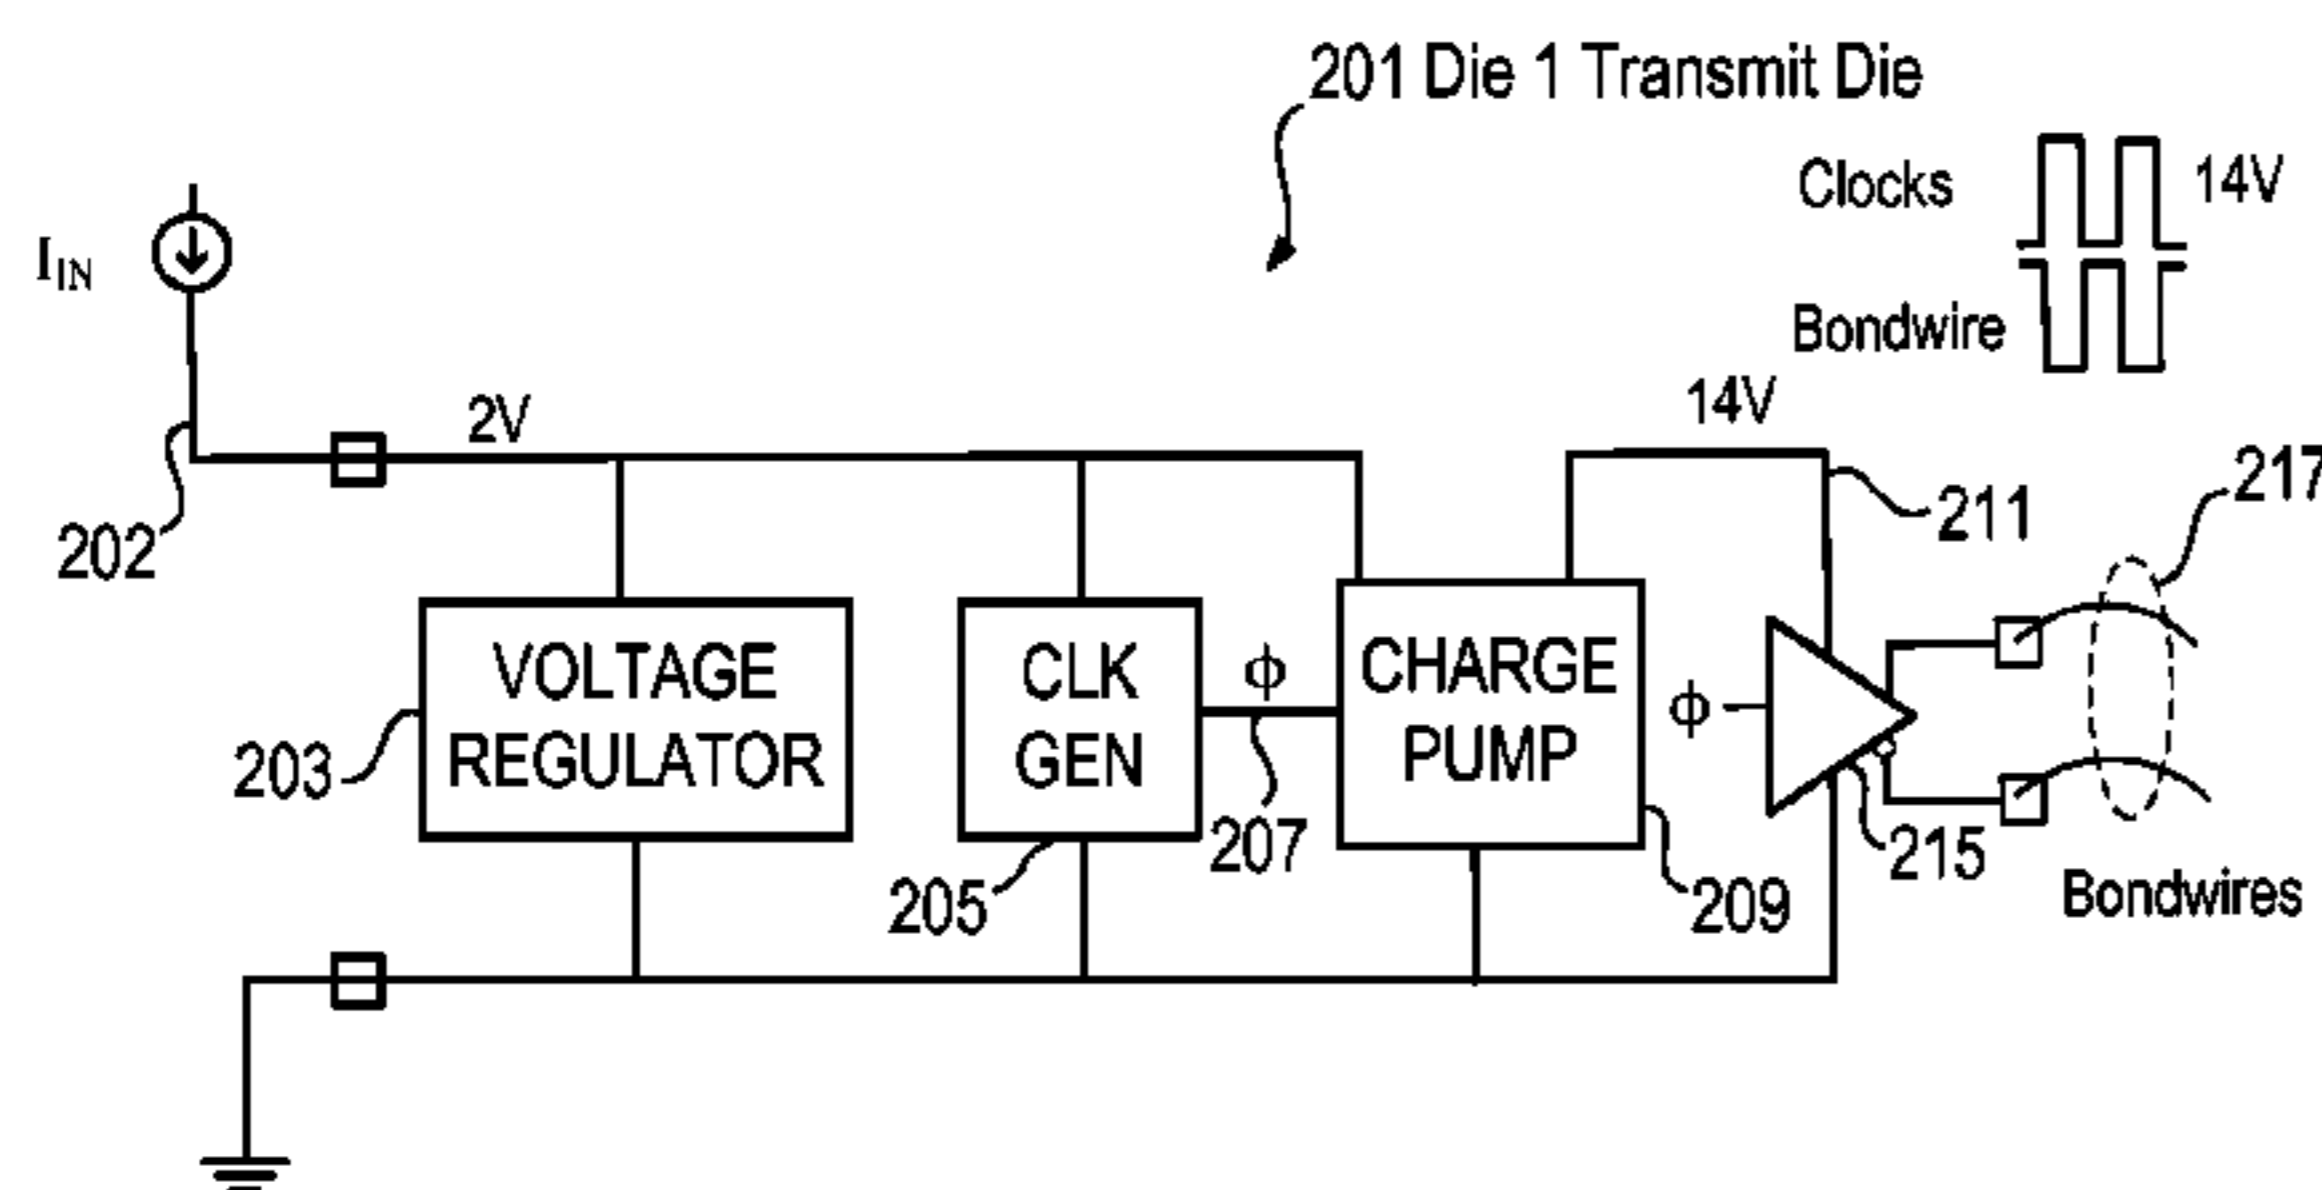 201 Die 1 Transmit Die
Clocks
14V
I_IN
Bondwire
2V
14V
202
211
217
VOLTAGE
REGULATOR
CLK
GEN
ϕ
CHARGE
PUMP
ϕ
203
205
207
209
215
Bondwires